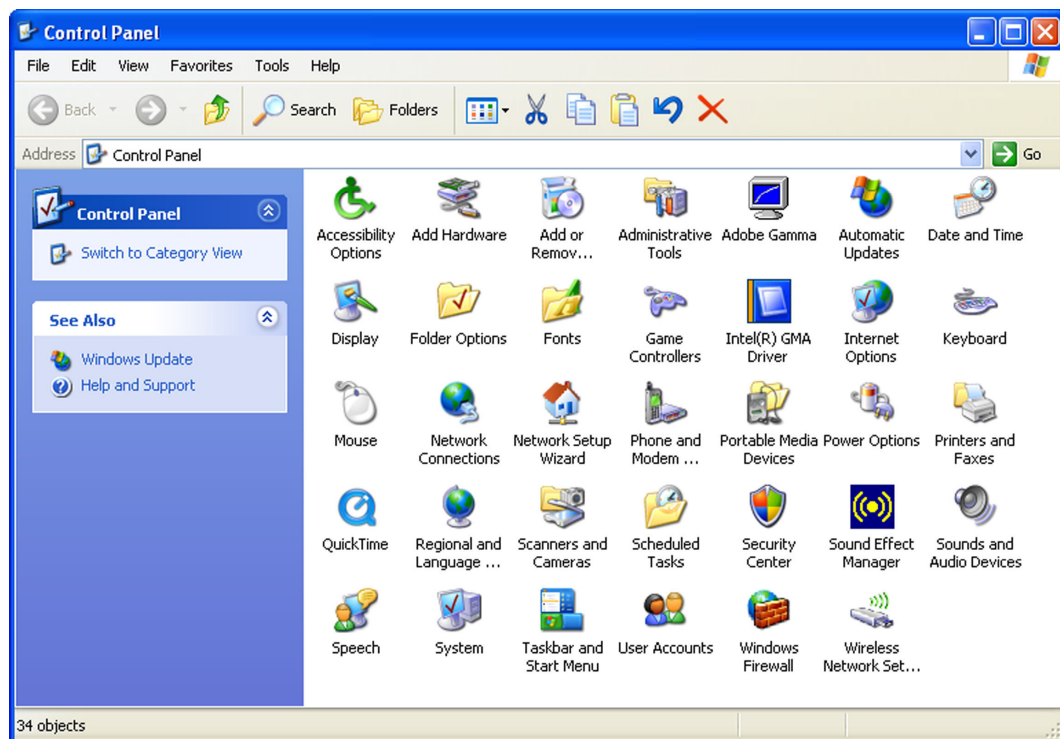 Control Panel
File Edit View Favorites Tools Help
Back Search Folders
Address Control Panel Go
Control Panel
Switch to Category View
See Also
Windows Update
Help and Support
Accessibility Options
Add Hardware
Add or Remov...
Administrative Tools
Adobe Gamma
Automatic Updates
Date and Time
Display
Folder Options
Fonts
Game Controllers
Intel(R) GMA Driver
Internet Options
Keyboard
Mouse
Network Connections
Network Setup Wizard
Phone and Modem ...
Portable Media Devices
Power Options
Printers and Faxes
QuickTime
Regional and Language ...
Scanners and Cameras
Scheduled Tasks
Security Center
Sound Effect Manager
Sounds and Audio Devices
Speech
System
Taskbar and Start Menu
User Accounts
Windows Firewall
Wireless Network Set...
34 objects